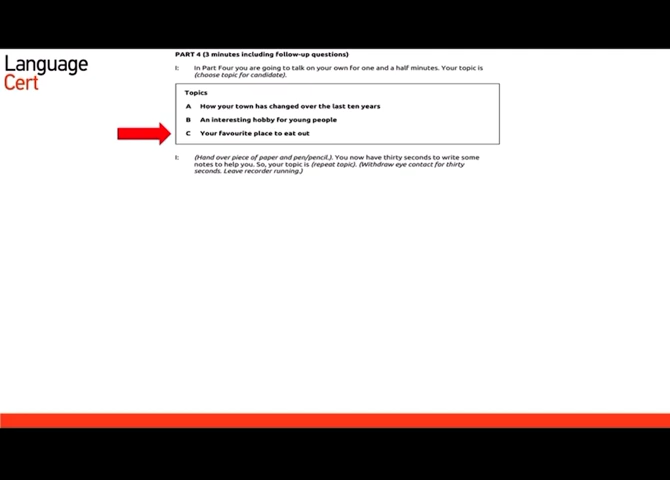 Language
Cert
PART 4 (3 minutes including follow-up questions)
I: In Part Four you are going to talk on your own for one and a half minutes. Your topic is
(choose topic for candidate).
Topics
A How your town has changed over the last ten years
B An interesting hobby for young people
C Your favourite place to eat out
I: (Hand over piece of paper and pen/pencil.) You now have thirty seconds to write some
notes to help you. So, your topic is (repeat topic). (Withdraw eye contact for thirty
seconds. Leave recorder running.)